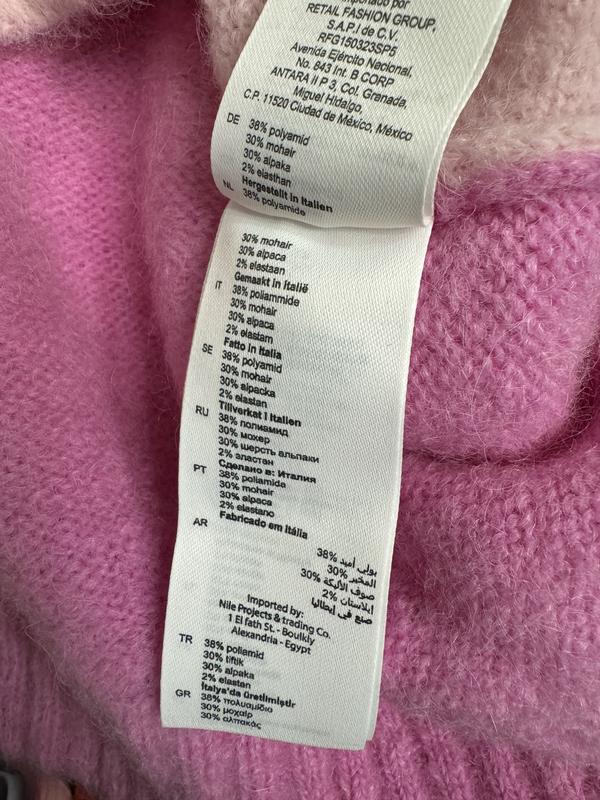 Importado por
RETAIL FASHION GROUP,
S.A.P.I de C.V.
RFG150323SP5
Avenida Ejército Nacional,
No. 843 Int. B CORP
ANTARA II P 3, Col. Grenada,
Miguel Hidalgo,
C.P. 11520 Ciudad de México, México
DE 38% polyamid
30% mohair
30% alpaka
2% elasthan
Hergestellt in Italien
NL 38% polyamide
30% mohair
30% alpaca
2% elastaan
Gemaakt in Italië
IT 38% poliammide
30% mohair
30% alpaca
2% elastam
Fatto in Italia
SE 38% polyamid
30% mohair
30% alpacka
2% elastan
Tillverkat I Italien
RU 38% полиамид
30% мохер
30% шерсть альпаки
2% эластан
Сделано в: Италия
PT 38% poliamida
30% mohair
30% alpaca
2% elastano
Fabricado em Itália
AR
38% بولي أميد
30% المخير
30% صوف الألبكة
2% ايلاستان
صنع في إيطاليا
Imported by:
Nile Projects & trading Co.
1 El fath St. - Boulkly
Alexandria - Egypt
TR 38% poliamid
30% tiftik
30% alpaka
2% elastan
İtalya'da üretilmiştir
GR 38% πολυαμίδιο
30% μοχαίρ
30% αλπακάς